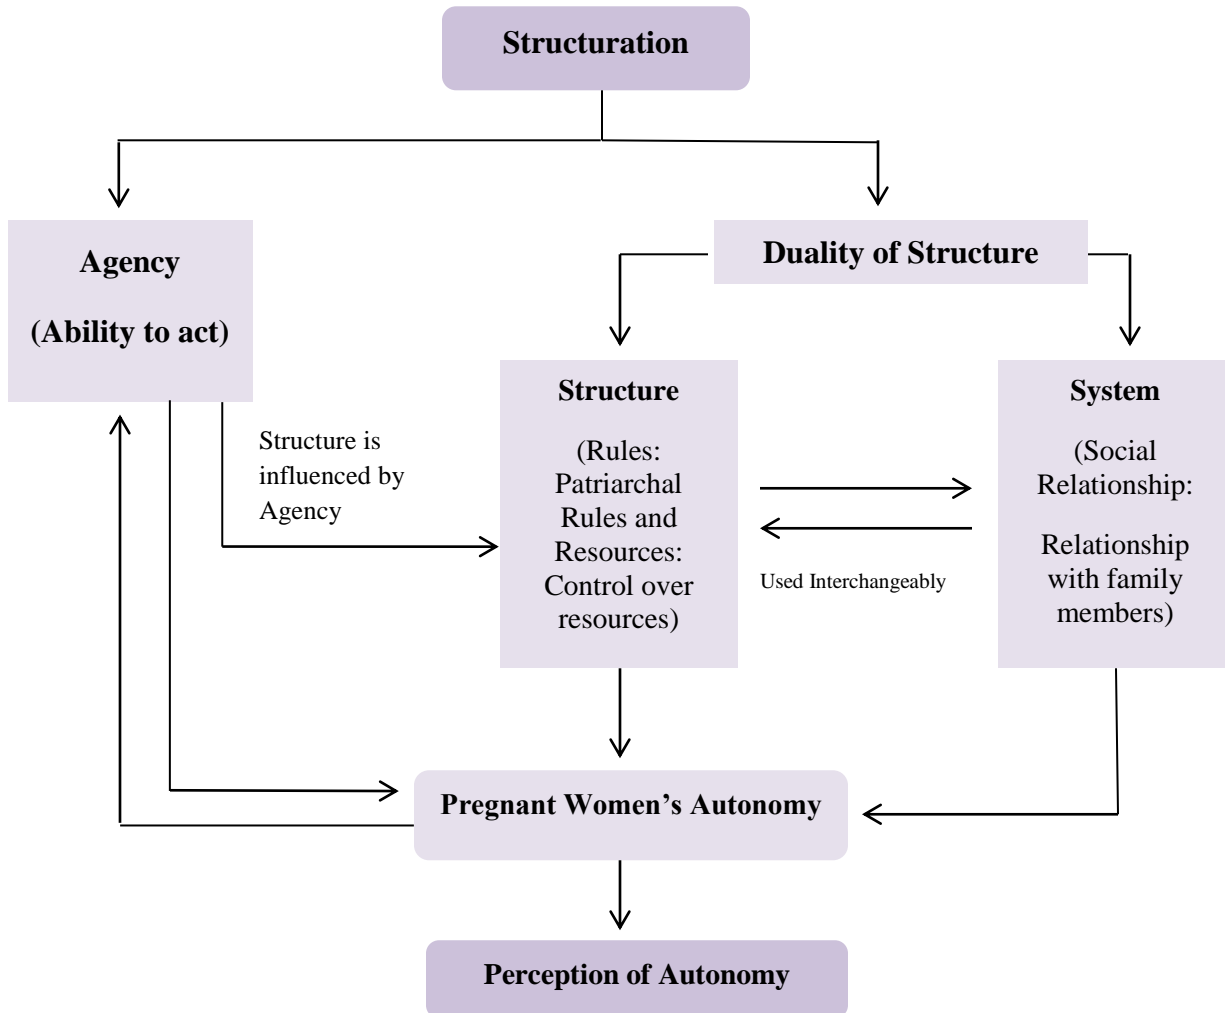 Structuration
Agency
(Ability to act)
Duality of Structure
Structure
(Rules:
Patriarchal
Rules and
Resources:
Control over
resources)
System
(Social
Relationship:
Relationship
with family
members)
Structure is
influenced by
Agency
Used Interchangeably
Pregnant Women’s Autonomy
Perception of Autonomy